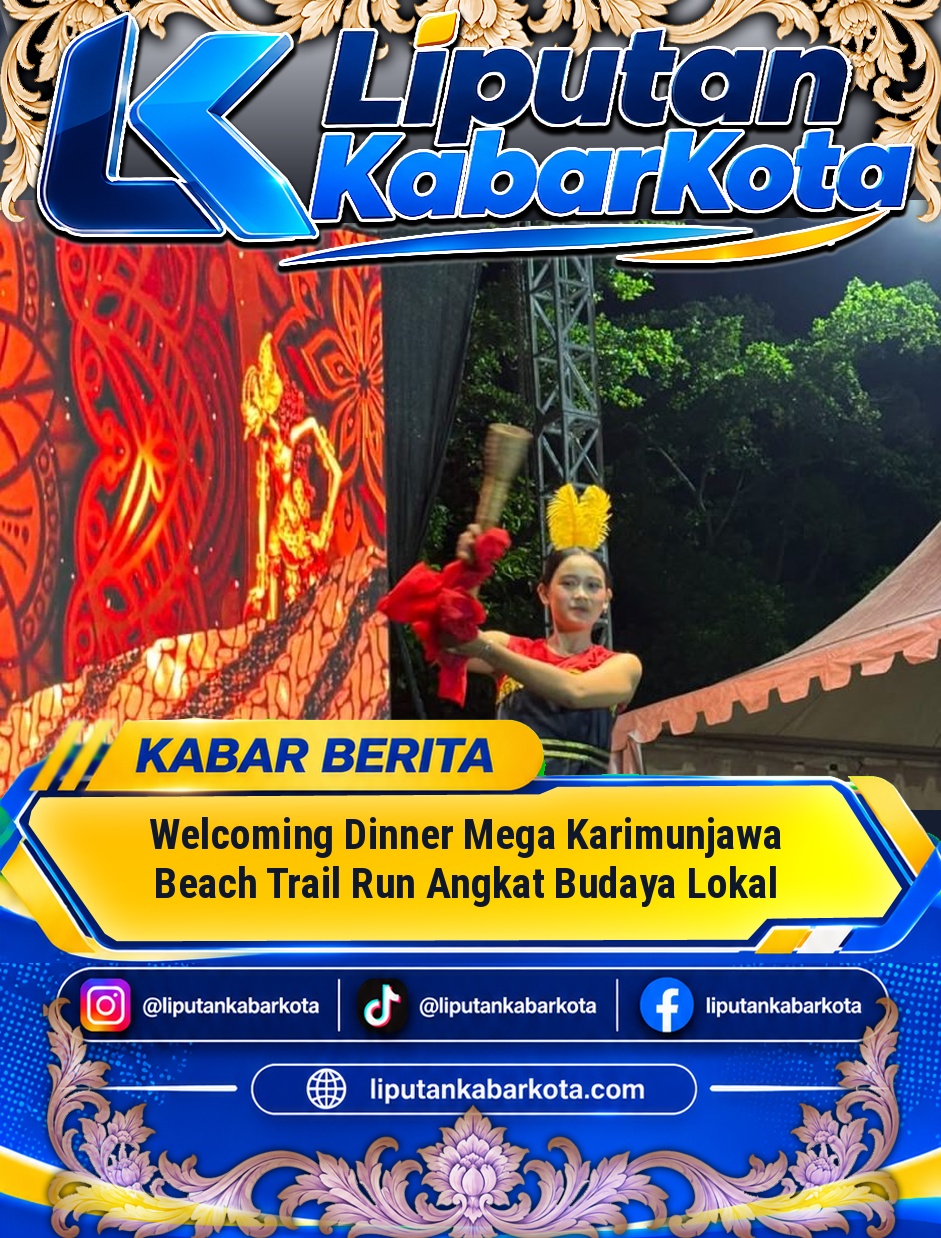 LK
Liputan
KabarKota
KABAR BERITA
Welcoming Dinner Mega Karimunjawa
Beach Trail Run Angkat Budaya Lokal
@liputankabarkota
@liputankabarkota
liputankabarkota
liputankabarkota.com